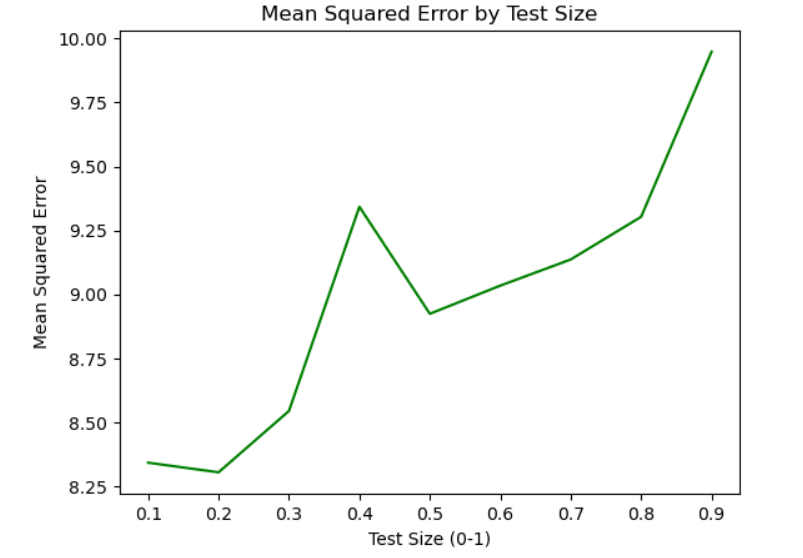 Mean Squared Error by Test Size
10.00
9.75
9.50
9.25
9.00
8.75
8.50
8.25
Mean Squared Error
0.1 0.2 0.3 0.4 0.5 0.6 0.7 0.8 0.9
Test Size (0-1)